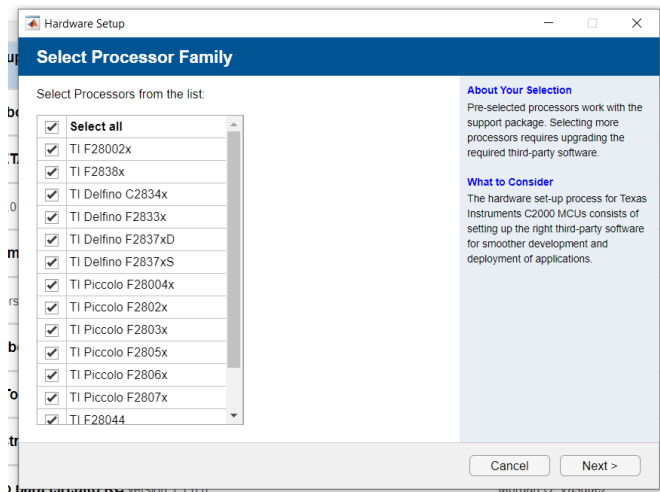 Hardware Setup
Select Processor Family
Select Processors from the list:
Select all
TI F28002x
TI F2838x
TI Delfino C2834x
TI Delfino F2833x
TI Delfino F2837xD
TI Delfino F2837xS
TI Piccolo F28004x
TI Piccolo F2802x
TI Piccolo F2803x
TI Piccolo F2805x
TI Piccolo F2806x
TI Piccolo F2807x
TI F28044
About Your Selection
Pre-selected processors work with the
support package. Selecting more
processors requires upgrading the
required third-party software.
What to Consider
The hardware set-up process for Texas
Instruments C2000 MCUs consists of
setting up the right third-party software
for smoother development and
deployment of applications.
Cancel
Next >